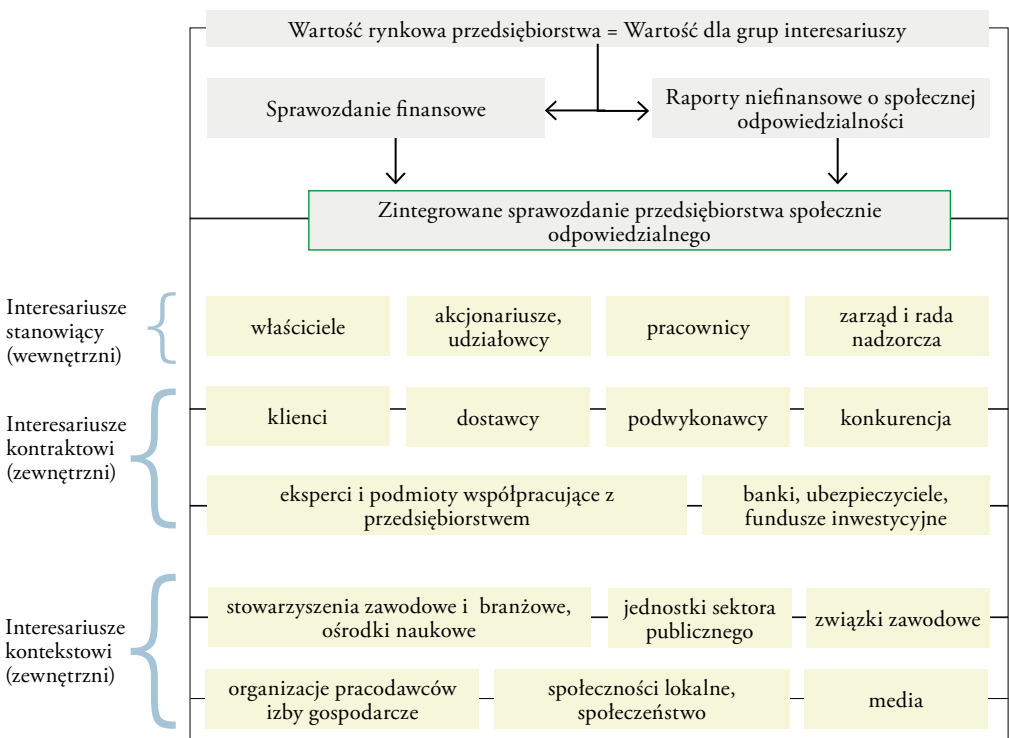 Wartość rynkowa przedsiębiorstwa = Wartość dla grup interesariuszy
Sprawozdanie finansowe
Raporty niefinansowe o społecznej
odpowiedzialności
Zintegrowane sprawozdanie przedsiębiorstwa społecznie
odpowiedzialnego
Interesariusze
stanowiący
(wewnętrzni)
właściciele
akcjonariusze,
udziałowcy
pracownicy
zarząd i rada
nadzorcza
Interesariusze
kontraktowi
(zewnętrzni)
klienci
dostawcy
podwykonawcy
konkurencja
eksperci i podmioty współpracujące z
przedsiębiorstwem
banki, ubezpieczyciele,
fundusze inwestycyjne
Interesariusze
kontekstowi
(zewnętrzni)
stowarzyszenia zawodowe i branżowe,
ośrodki naukowe
jednostki sektora
publicznego
związki zawodowe
organizacje pracodawców
izby gospodarcze
społeczności lokalne,
społeczeństwo
media